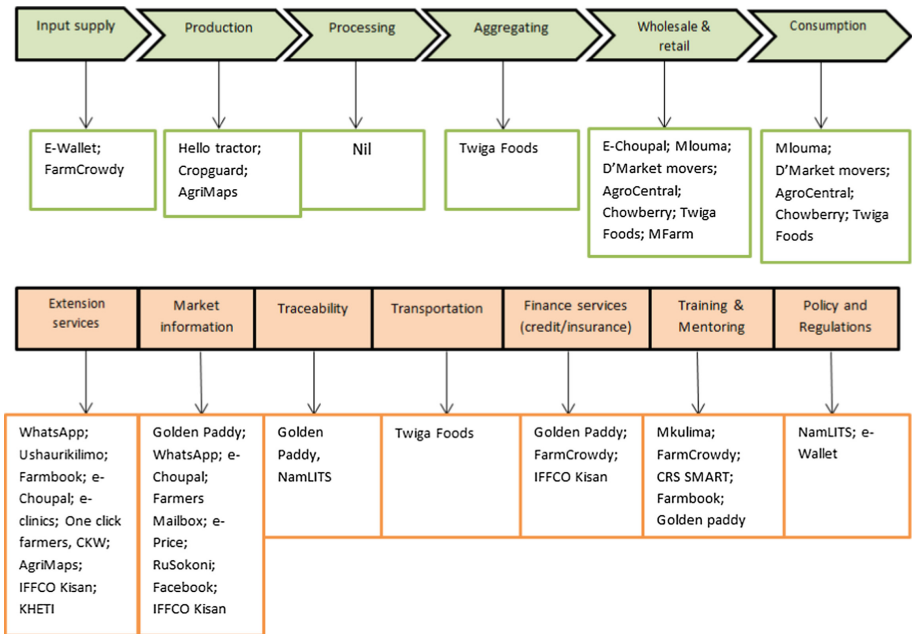 Input supply
Production
Processing
Aggregating
Wholesale &
retail
Consumption
E-Wallet;
FarmCrowdy
Hello tractor;
Cropguard;
AgriMaps
Nil
Twiga Foods
E-Choupal; Mlouma;
D'Market movers;
AgroCentral;
Chowberry; Twiga
Foods; MFarm
Mlouma;
D'Market movers;
AgroCentral;
Chowberry; Twiga
Foods
Extension
services
Market
information
Traceability
Transportation
Finance services
(credit/insurance)
Training &
Mentoring
Policy and
Regulations
WhatsApp;
Ushaurikilimo;
Farmbook; e-
Choupal; e-
clinics; One click
farmers, CKW;
AgriMaps;
IFFCO Kisan;
KHETI
Golden Paddy;
WhatsApp; e-
Choupal;
Farmers
Mailbox; e-
Price;
RuSokoni;
Facebook;
IFFCO Kisan
Golden
Paddy,
NamLITS
Twiga Foods
Golden Paddy;
FarmCrowdy;
IFFCO Kisan
Mkulima;
FarmCrowdy;
CRS SMART;
Farmbook;
Golden paddy
NamLITS; e-
Wallet